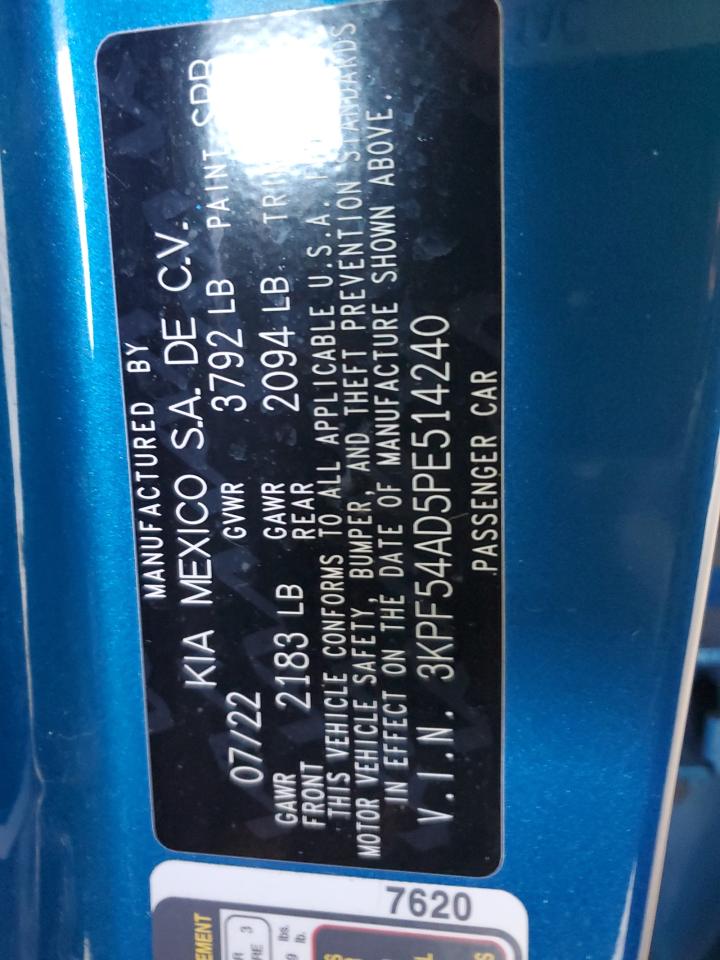 MANUFACTURED BY
KIA MEXICO S.A. DE C.V.
07/22 GVWR 3792 LB PAINT
GAWR FRONT 2183 LB GAWR REAR 2094 LB
THIS VEHICLE CONFORMS TO ALL APPLICABLE U.S.A.
MOTOR VEHICLE SAFETY, BUMPER, AND THEFT PREVENTION STANDARDS
IN EFFECT ON THE DATE OF MANUFACTURE SHOWN ABOVE.
V.I.N. 3KPF54AD5PE514240
PASSENGER CAR
7620